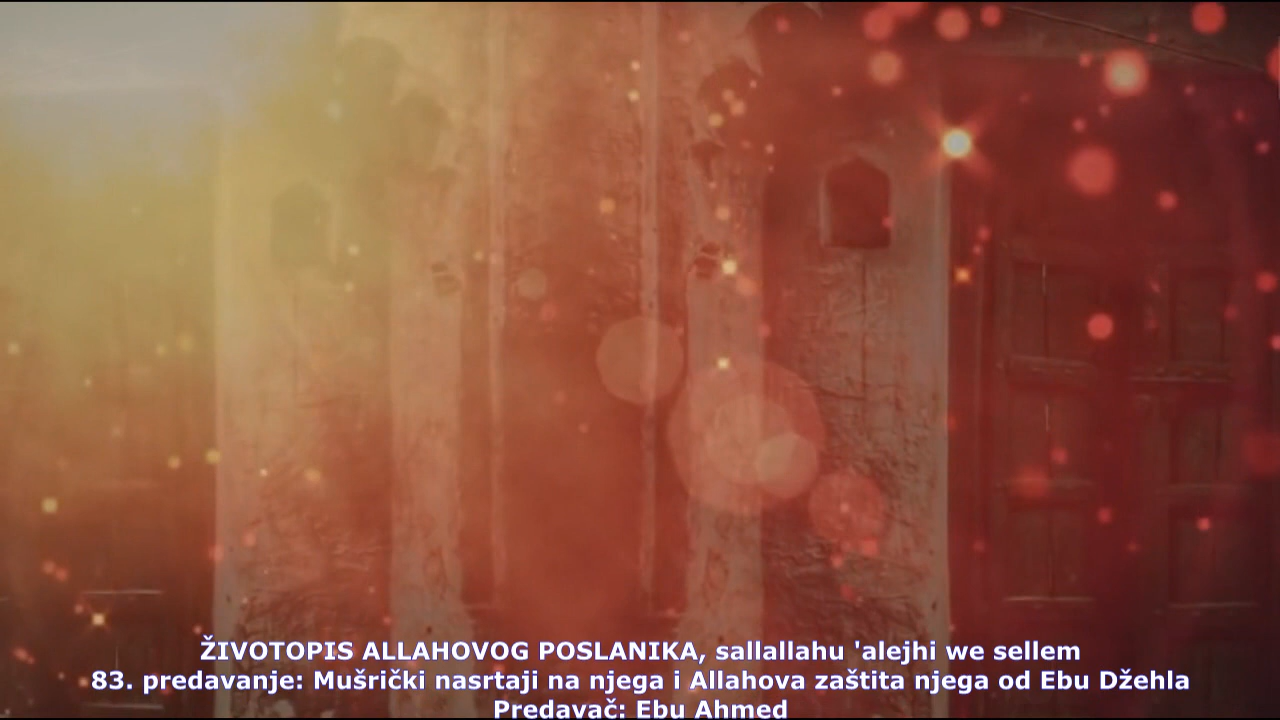 ŽIVOTOPIS ALLAHOVOG POSLANIKA, sallallahu 'alejhi we sellem
83. predavanje: Mušrički nasrtaji na njega i Allahova zaštita njega od Ebu Džehla
Predavač: Ebu Ahmed